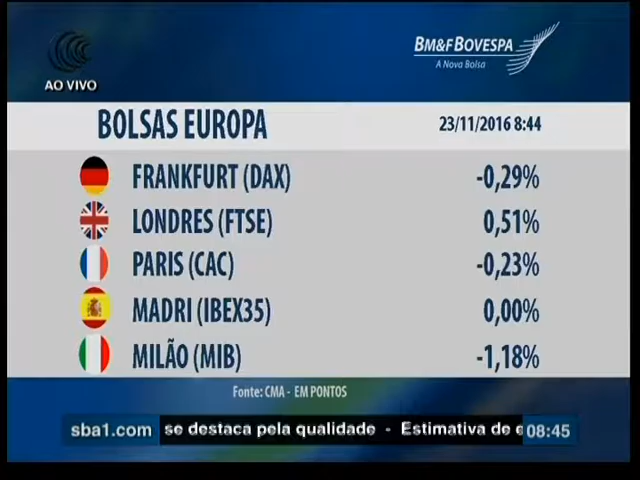 BM&FBOVESPA
A Nova Bolsa
AO VIVO
BOLSAS EUROPA 23/11/2016 8:44
FRANKFURT (DAX) -0,29%
LONDRES (FTSE) 0,51%
PARIS (CAC) -0,23%
MADRI (IBEX35) 0,00%
MILÃO (MIB) -1,18%
Fonte: CMA - EM PONTOS
sba1.com se destaca pela qualidade - Estimativa de e 08:45